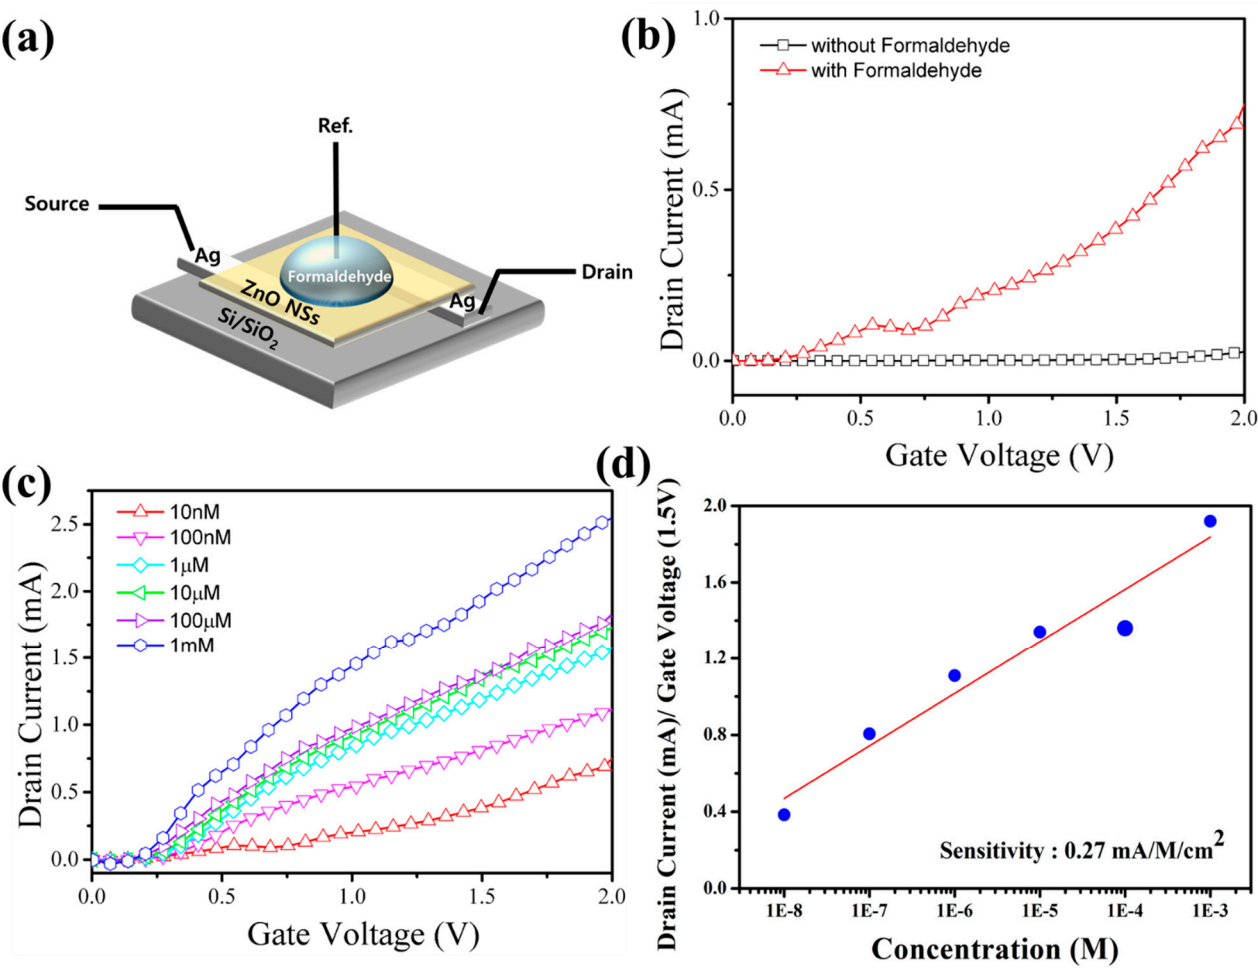 (a)
Ref.
Source
Ag
Formaldehyde
Drain
ZnO NSs
Ag
Si/SiO2
(b)
without Formaldehyde
with Formaldehyde
Drain Current (mA)
1.0
0.5
0.0
0.0 0.5 1.0 1.5 2.0
Gate Voltage (V)
(c)
10nM
100nM
1μM
10μM
100μM
1mM
Drain Current (mA)
2.5
2.0
1.5
1.0
0.5
0.0
0.0 0.5 1.0 1.5 2.0
Gate Voltage (V)
(d)
Drain Current (mA)/ Gate Voltage (1.5V)
2.0
1.6
1.2
0.8
0.4
0.0
Sensitivity : 0.27 mA/M/cm2
1E-8 1E-7 1E-6 1E-5 1E-4 1E-3
Concentration (M)